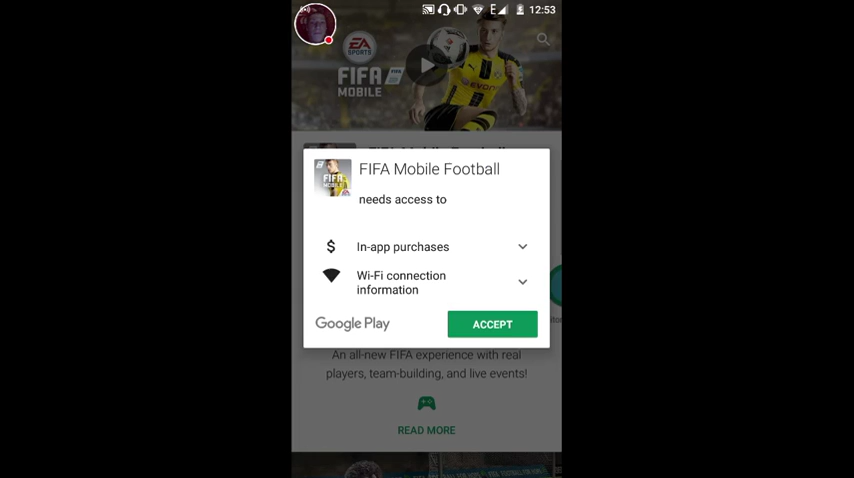 12:53
EA
SPORTS
FIFA
MOBILE
FIFA Mobile Football
needs access to
$
In-app purchases
Wi-Fi connection
information
Google Play
ACCEPT
An all-new FIFA experience with real
players, team-building, and live events!
READ MORE